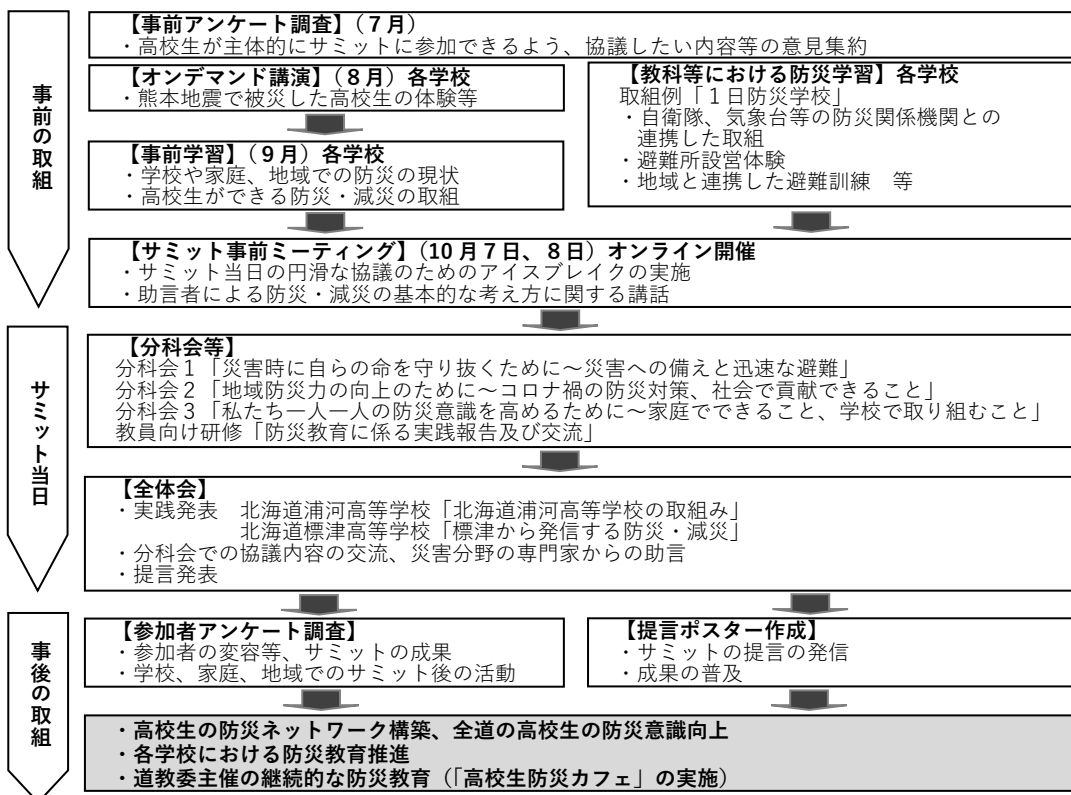 事前の取組
【事前アンケート調査】（７月）
・高校生が主体的にサミットに参加できるよう、協議したい内容等の意見集約
【オンデマンド講演】（８月）各学校
・熊本地震で被災した高校生の体験等
【事前学習】（９月）各学校
・学校や家庭、地域での防災の現状
・高校生ができる防災・減災の取組
【教科等における防災学習】各学校
取組例「１日防災学校」
・自衛隊、気象台等の防災関係機関との
連携した取組
・避難所設営体験
・地域と連携した避難訓練　等
【サミット事前ミーティング】（10月７日、８日）オンライン開催
・サミット当日の円滑な協議のためのアイスブレイクの実施
・助言者による防災・減災の基本的な考え方に関する講話
サミット当日
【分科会等】
分科会１「災害時に自らの命を守り抜くために～災害への備えと迅速な避難」
分科会２「地域防災力の向上のために～コロナ禍の防災対策、社会で貢献できること」
分科会３「私たち一人一人の防災意識を高めるために～家庭でできること、学校で取り組むこと」
教員向け研修「防災教育に係る実践報告及び交流」
【全体会】
・実践発表　北海道浦河高等学校「北海道浦河高等学校の取組み」
北海道標津高等学校「標津から発信する防災・減災」
・分科会での協議内容の交流、災害分野の専門家からの助言
・提言発表
事後の取組
【参加者アンケート調査】
・参加者の変容等、サミットの成果
・学校、家庭、地域でのサミット後の活動
【提言ポスター作成】
・サミットの提言の発信
・成果の普及
・高校生の防災ネットワーク構築、全道の高校生の防災意識向上
・各学校における防災教育推進
・道教委主催の継続的な防災教育（「高校生防災カフェ」の実施）